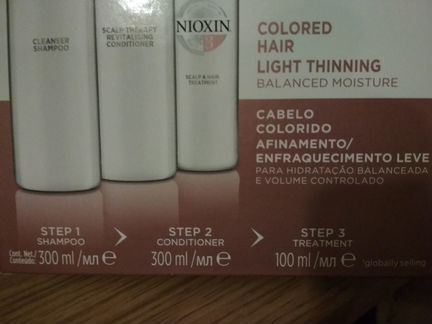 CLEANSER
SHAMPOO
SCALP THERAPY
REVITALISING
CONDITIONER
NIOXIN
3
SCALP & HAIR
TREATMENT
COLORED
HAIR
LIGHT THINNING
BALANCED MOISTURE
CABELO
COLORIDO
AFINAMENTO/
ENFRAQUECIMENTO LEVE
PARA HIDRATAÇÃO BALANCEADA
E VOLUME CONTROLADO
STEP 1
SHAMPOO
STEP 2
CONDITIONER
STEP 3
TREATMENT
Cont. Net./
Conteúdo: 300 ml/мл ℮
300 ml/мл ℮
100 ml/мл ℮
*globally selling